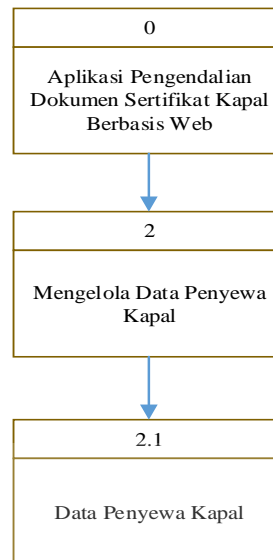 0
Aplikasi Pengendalian
Dokumen Sertifikat Kapal
Berbasis Web
2
Mengelola Data Penyewa
Kapal
2.1
Data Penyewa Kapal